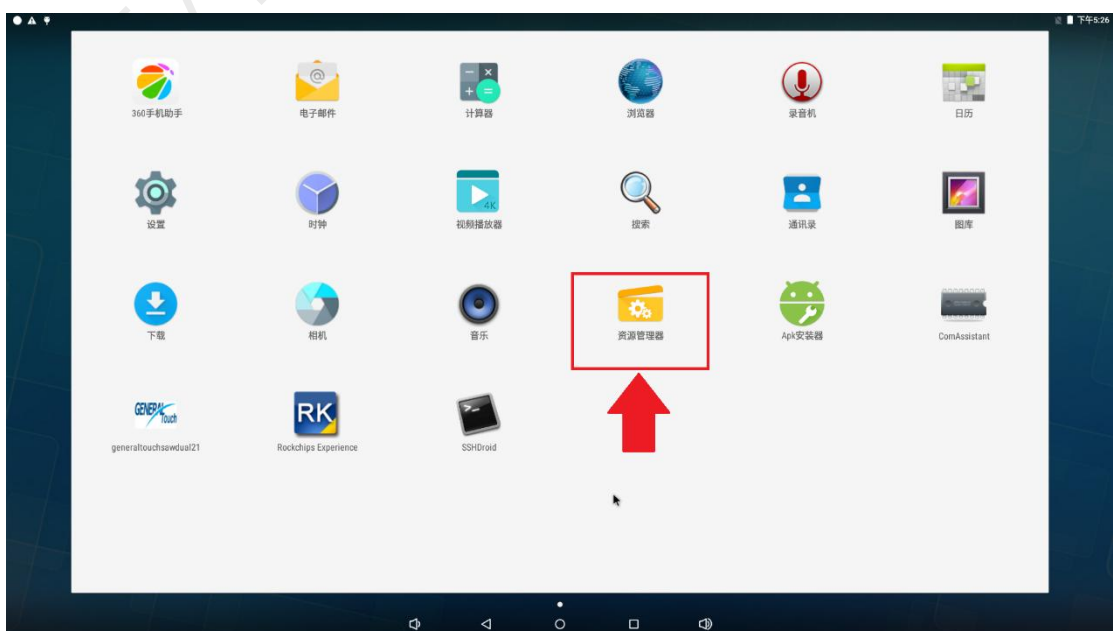 下午5:26
360手机助手
电子邮件
计算器
浏览器
录音机
日历
设置
时钟
4K
视频播放器
搜索
通讯录
图库
下载
相机
音乐
资源管理器
Apk安装器
ComAssistant
GENERAL Touch
generaltouchsawdual21
RK
Rockchips Experience
>_
SSHDroid